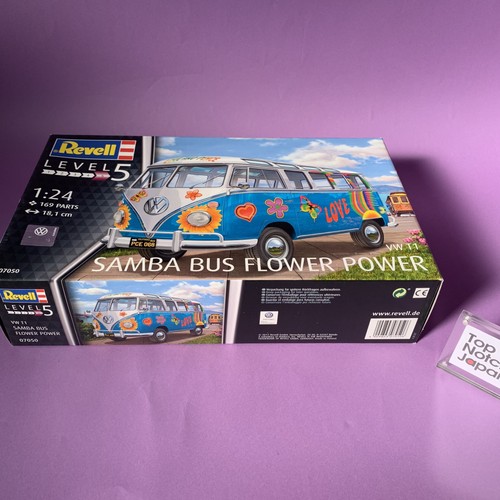 Revell
LEVEL 5
1:24
169 PARTS
18,1 cm
07050
PCE 008
LOVE
VW T1
SAMBA BUS FLOWER POWER
Revell
LEVEL 5
VW T1
SAMBA BUS
FLOWER POWER
07050
www.revell.de
CE
Top
Notch
Japan